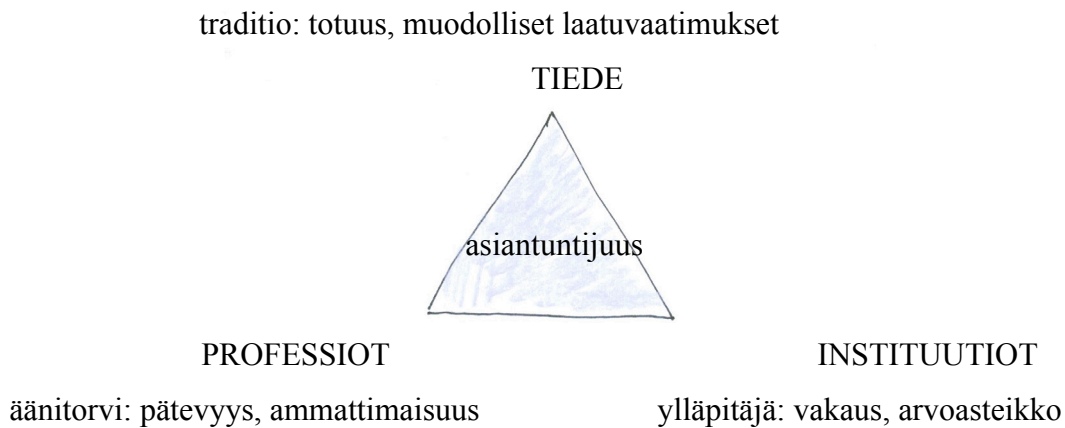 traditio: totuus, muodolliset laatuvaatimukset
TIEDE
asiantuntijuus
PROFESSIOT INSTITUUTIOT
äänitorvi: pätevyys, ammattimaisuus ylläpitäjä: vakaus, arvoasteikko